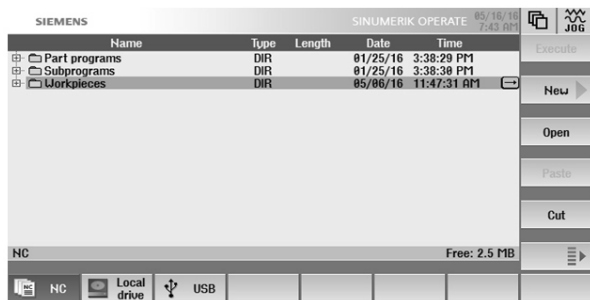 SIEMENS SINUMERIK OPERATE 05/16/16 7:43 AM
JOG
Name Type Length Date Time
Part programs DIR 01/25/16 3:38:29 PM
Subprograms DIR 01/25/16 3:38:30 PM
Workpieces DIR 05/06/16 11:47:31 AM
Execute
New
Open
Paste
Cut
NC Free: 2.5 MB
NC NC Local drive USB